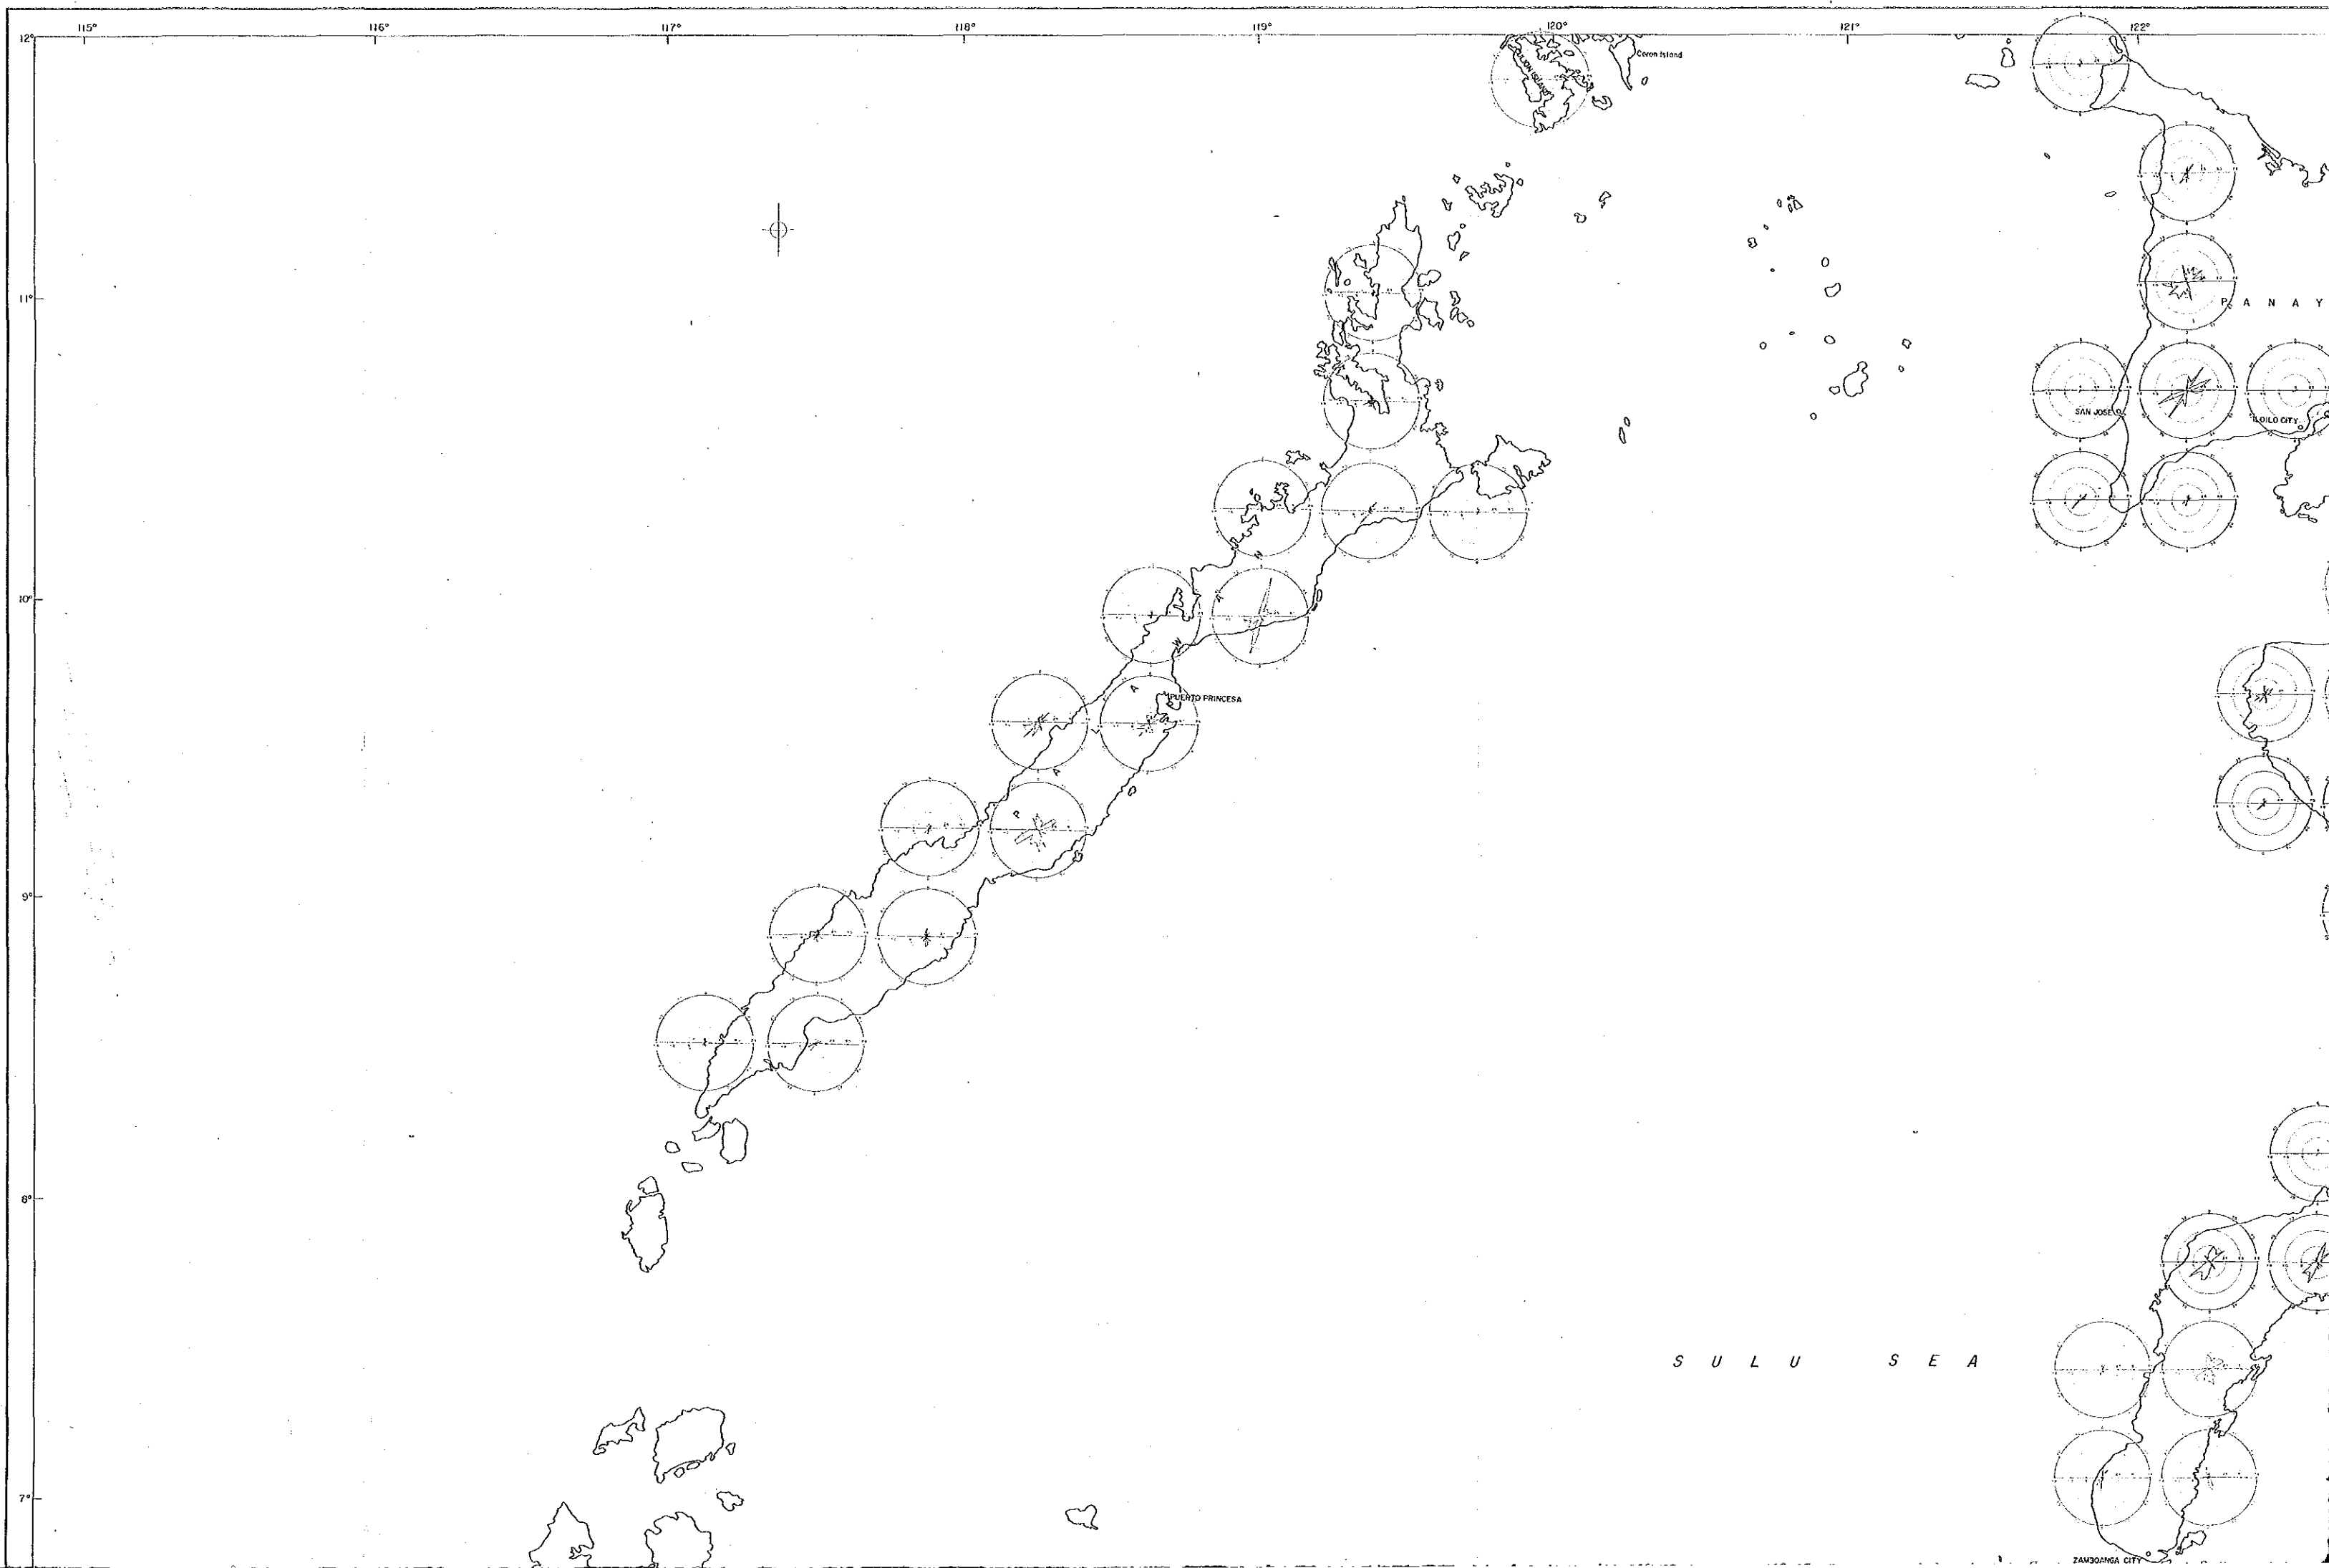 115° 116° 117° 118° 119° 120° 121° 122°
12°
Coron Island
11°
P A N A Y
SAN JOSE
ILOILO CITY
10°
PUERTO PRINCESA
P A L A W A N
9°
8°
S U L U S E A
7°
ZAMBOANGA CITY